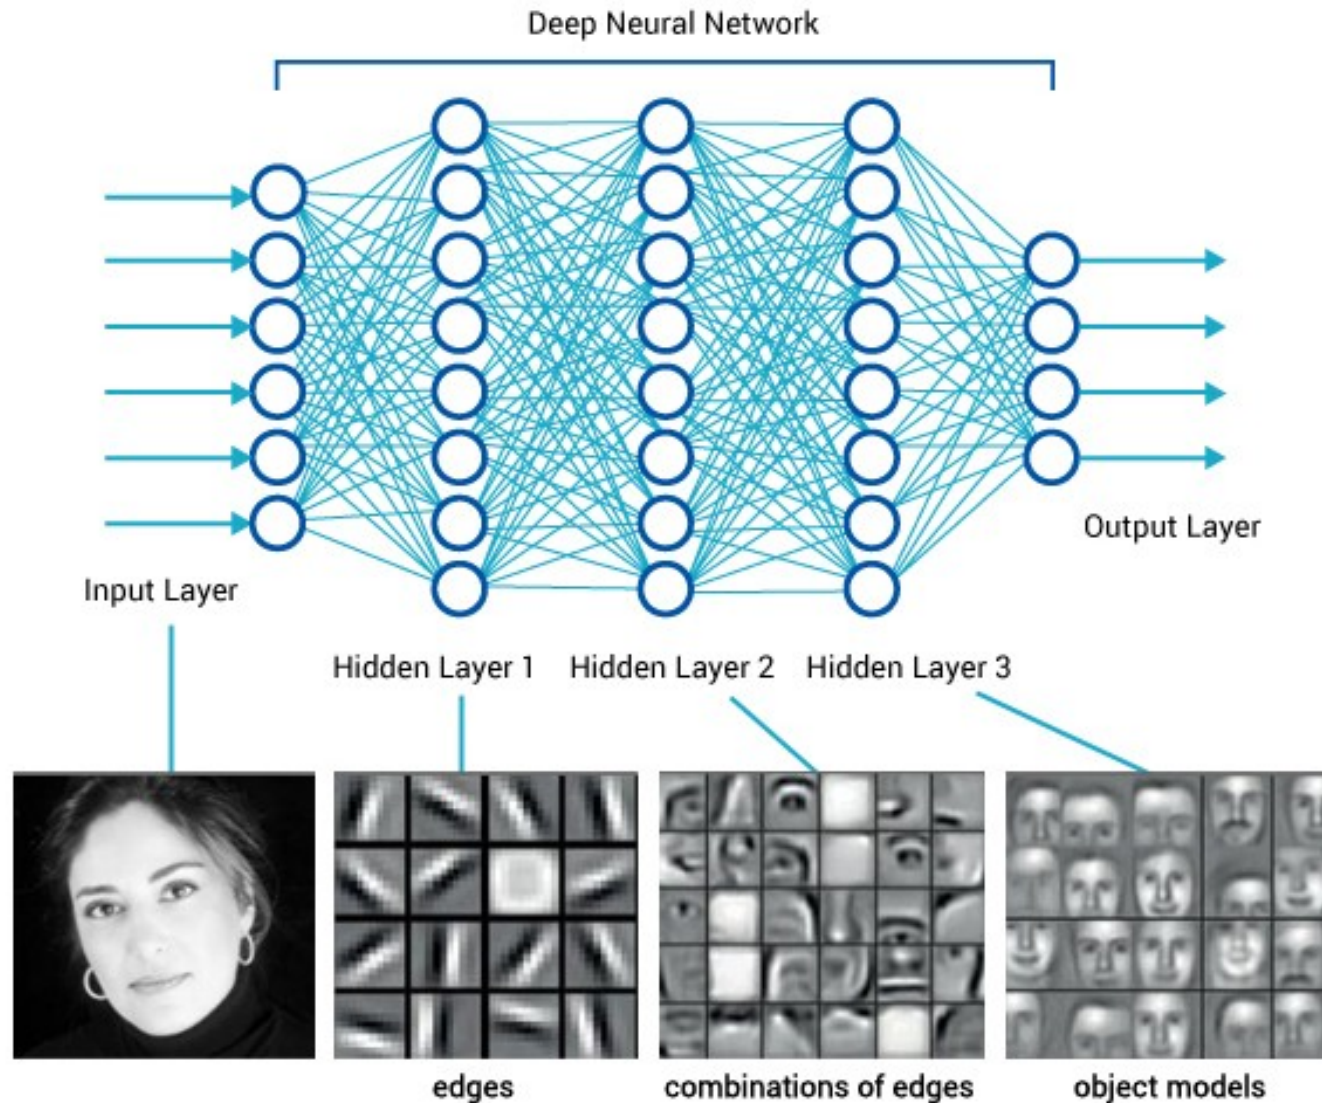 Deep Neural Network
Input Layer
Output Layer
Hidden Layer 1
Hidden Layer 2
Hidden Layer 3
edges
combinations of edges
object models